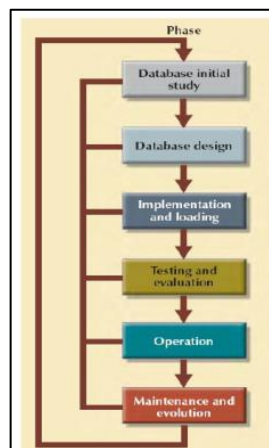 Phase
Database initial
study
Database design
Implementation
and loading
Testing and
evaluation
Operation
Maintenance and
evolution